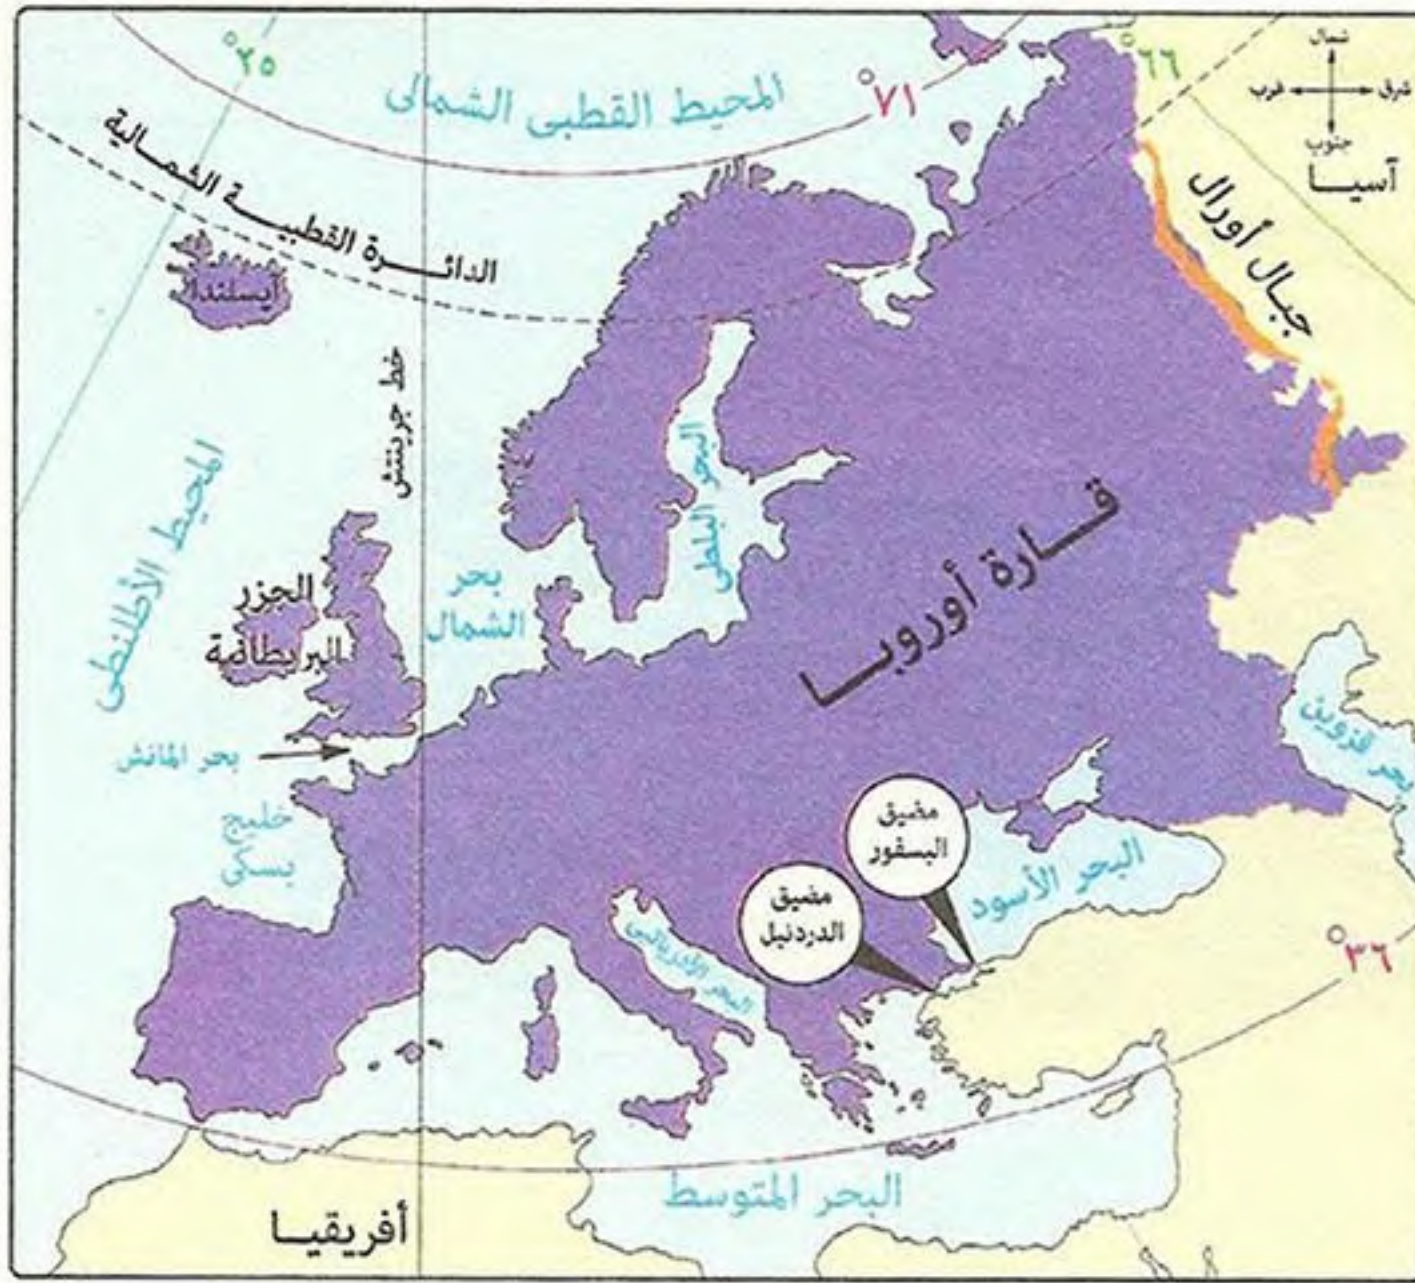 °٢٥
المحيط القطبى الشمالى
°٧١
°٦٦
شمال
شرق
غرب
جنوب
آسيا
جبال أورال
الدائرة القطبية الشمالية
آيسلندا
خط جرينتش
المحيط الأطلنطى
البحر البلطى
قارة أوروبا
بحر
الشمال
الجزر
البريطانية
بحر المانش
بحر قزوين
خليج
بسكى
مضيق
البسفور
البحر الأسود
مضيق
الدردنيل
البحر الأدرياتى
°٣٦
البحر المتوسط
أفريقيا